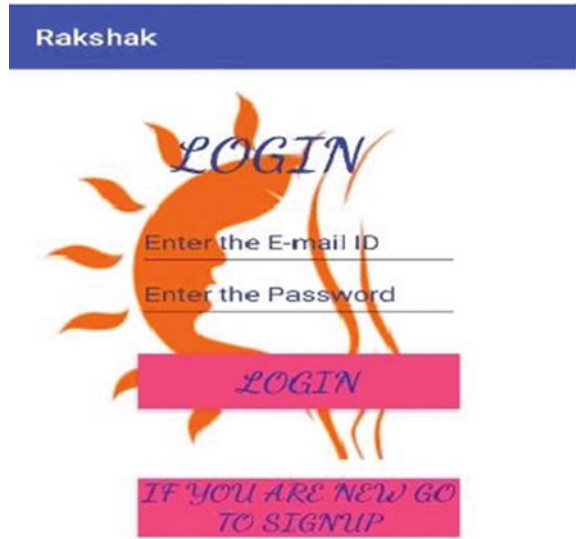 Rakshak
LOGIN
Enter the E-mail ID
Enter the Password
LOGIN
IF YOU ARE NEW GO
TO SIGNUP